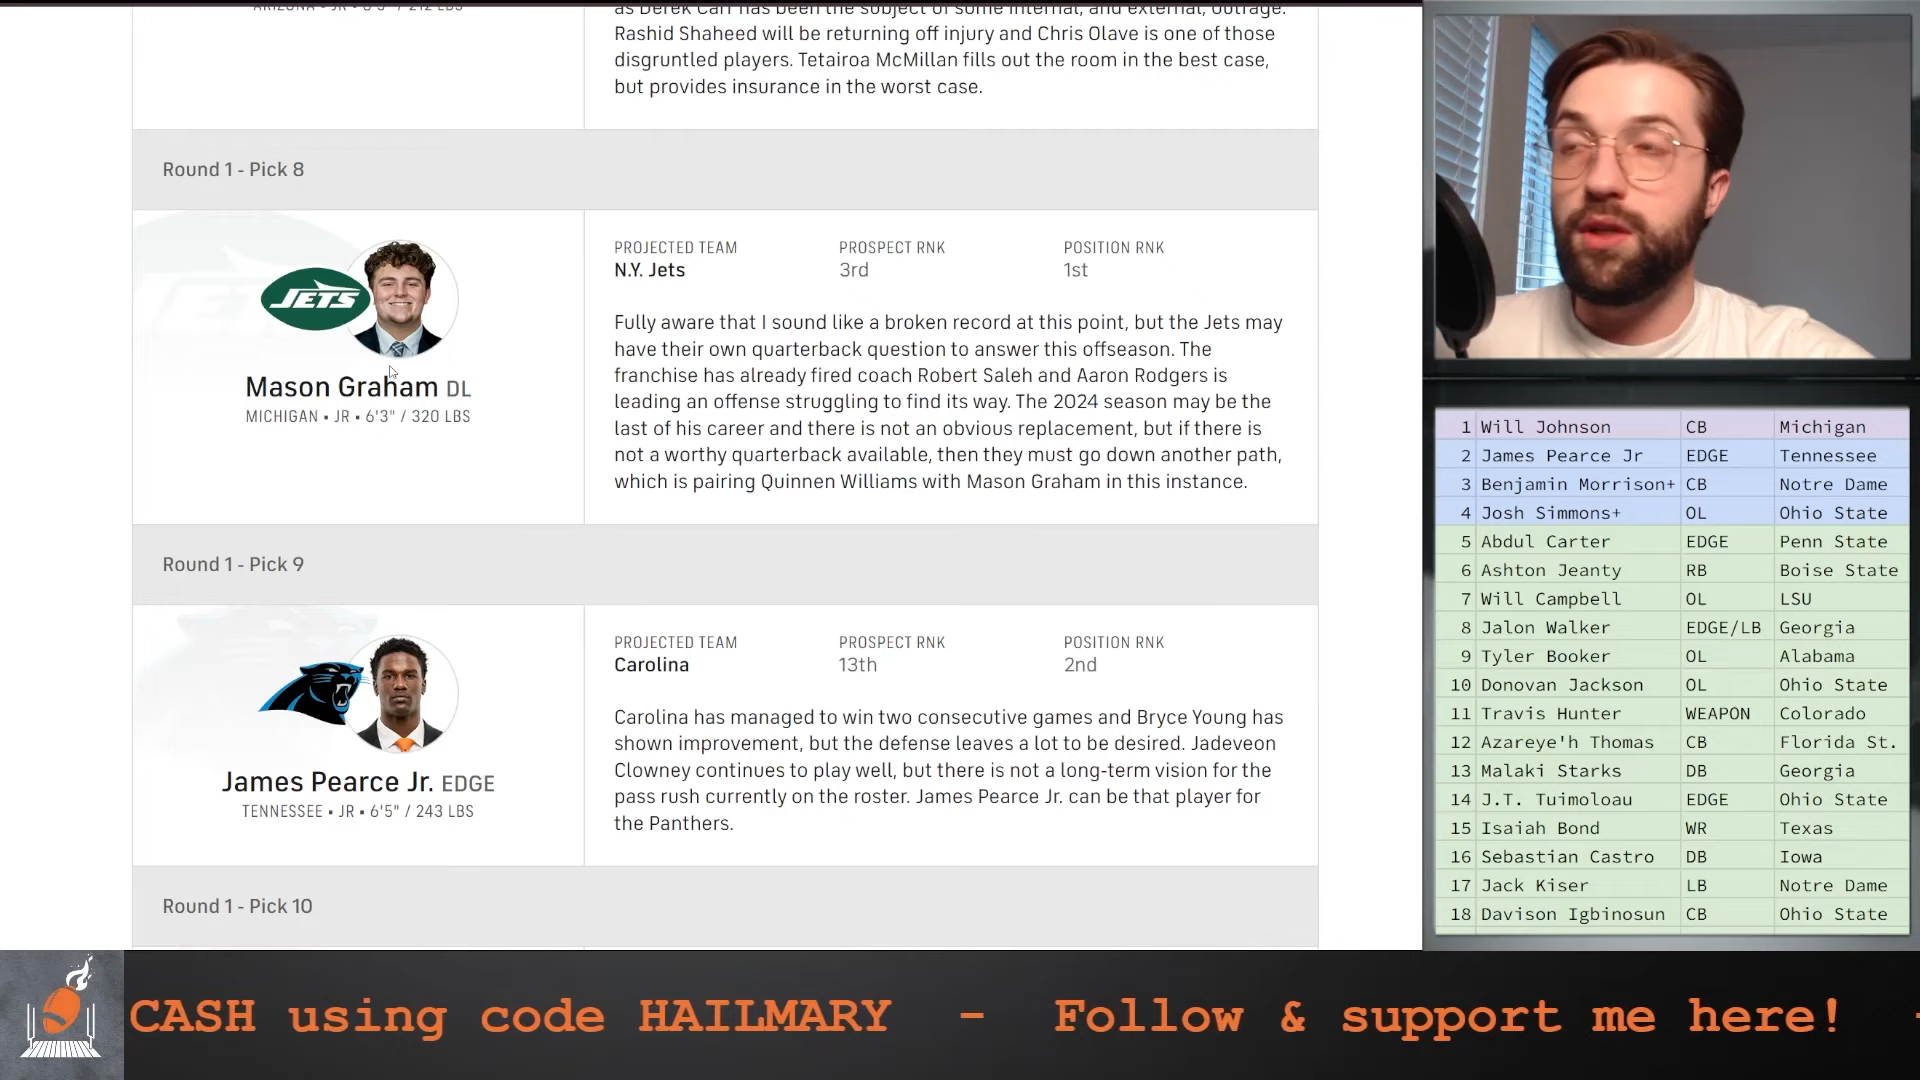 ARIZONA • JR • 6'5" / 212 LBS
as Derek Carr has been the subject of some internal, and external, outrage.
Rashid Shaheed will be returning off injury and Chris Olave is one of those
disgruntled players. Tetairoa McMillan fills out the room in the best case,
but provides insurance in the worst case.
Round 1 - Pick 8
JETS
Mason Graham DL
MICHIGAN • JR • 6'3" / 320 LBS
PROJECTED TEAM PROSPECT RNK POSITION RNK
N.Y. Jets 3rd 1st
Fully aware that I sound like a broken record at this point, but the Jets may
have their own quarterback question to answer this offseason. The
franchise has already fired coach Robert Saleh and Aaron Rodgers is
leading an offense struggling to find its way. The 2024 season may be the
last of his career and there is not an obvious replacement, but if there is
not a worthy quarterback available, then they must go down another path,
which is pairing Quinnen Williams with Mason Graham in this instance.
Round 1 - Pick 9
James Pearce Jr. EDGE
TENNESSEE • JR • 6'5" / 243 LBS
PROJECTED TEAM PROSPECT RNK POSITION RNK
Carolina 13th 2nd
Carolina has managed to win two consecutive games and Bryce Young has
shown improvement, but the defense leaves a lot to be desired. Jadeveon
Clowney continues to play well, but there is not a long-term vision for the
pass rush currently on the roster. James Pearce Jr. can be that player for
the Panthers.
Round 1 - Pick 10
1 Will Johnson CB Michigan
2 James Pearce Jr EDGE Tennessee
3 Benjamin Morrison+ CB Notre Dame
4 Josh Simmons+ OL Ohio State
5 Abdul Carter EDGE Penn State
6 Ashton Jeanty RB Boise State
7 Will Campbell OL LSU
8 Jalon Walker EDGE/LB Georgia
9 Tyler Booker OL Alabama
10 Donovan Jackson OL Ohio State
11 Travis Hunter WEAPON Colorado
12 Azareye'h Thomas CB Florida St.
13 Malaki Starks DB Georgia
14 J.T. Tuimoloau EDGE Ohio State
15 Isaiah Bond WR Texas
16 Sebastian Castro DB Iowa
17 Jack Kiser LB Notre Dame
18 Davison Igbinosun CB Ohio State
CASH using code HAILMARY - Follow & support me here! -